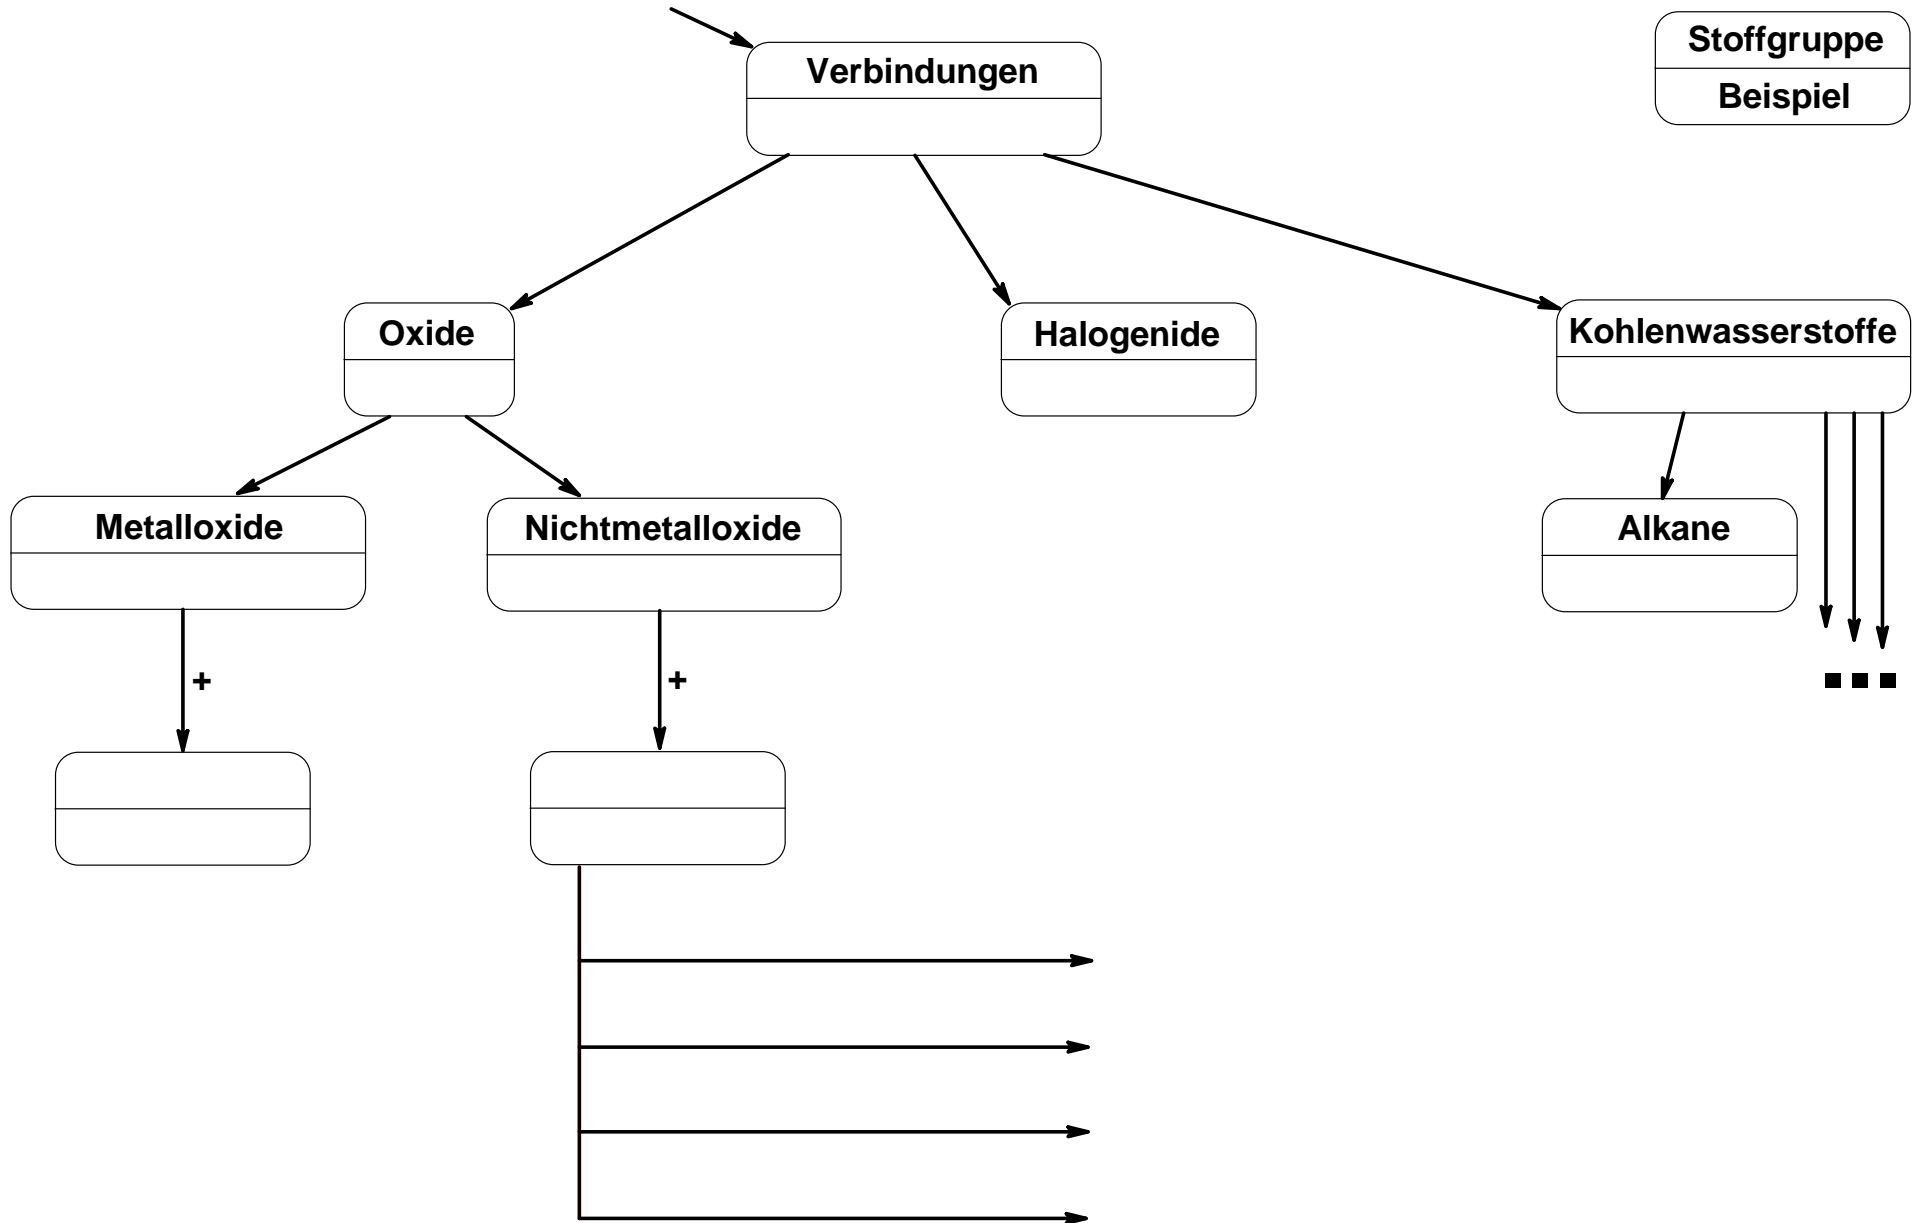 Stoffgruppe
Beispiel
Verbindungen
Oxide
Halogenide
Kohlenwasserstoffe
Metalloxide
Nichtmetalloxide
Alkane
+
+